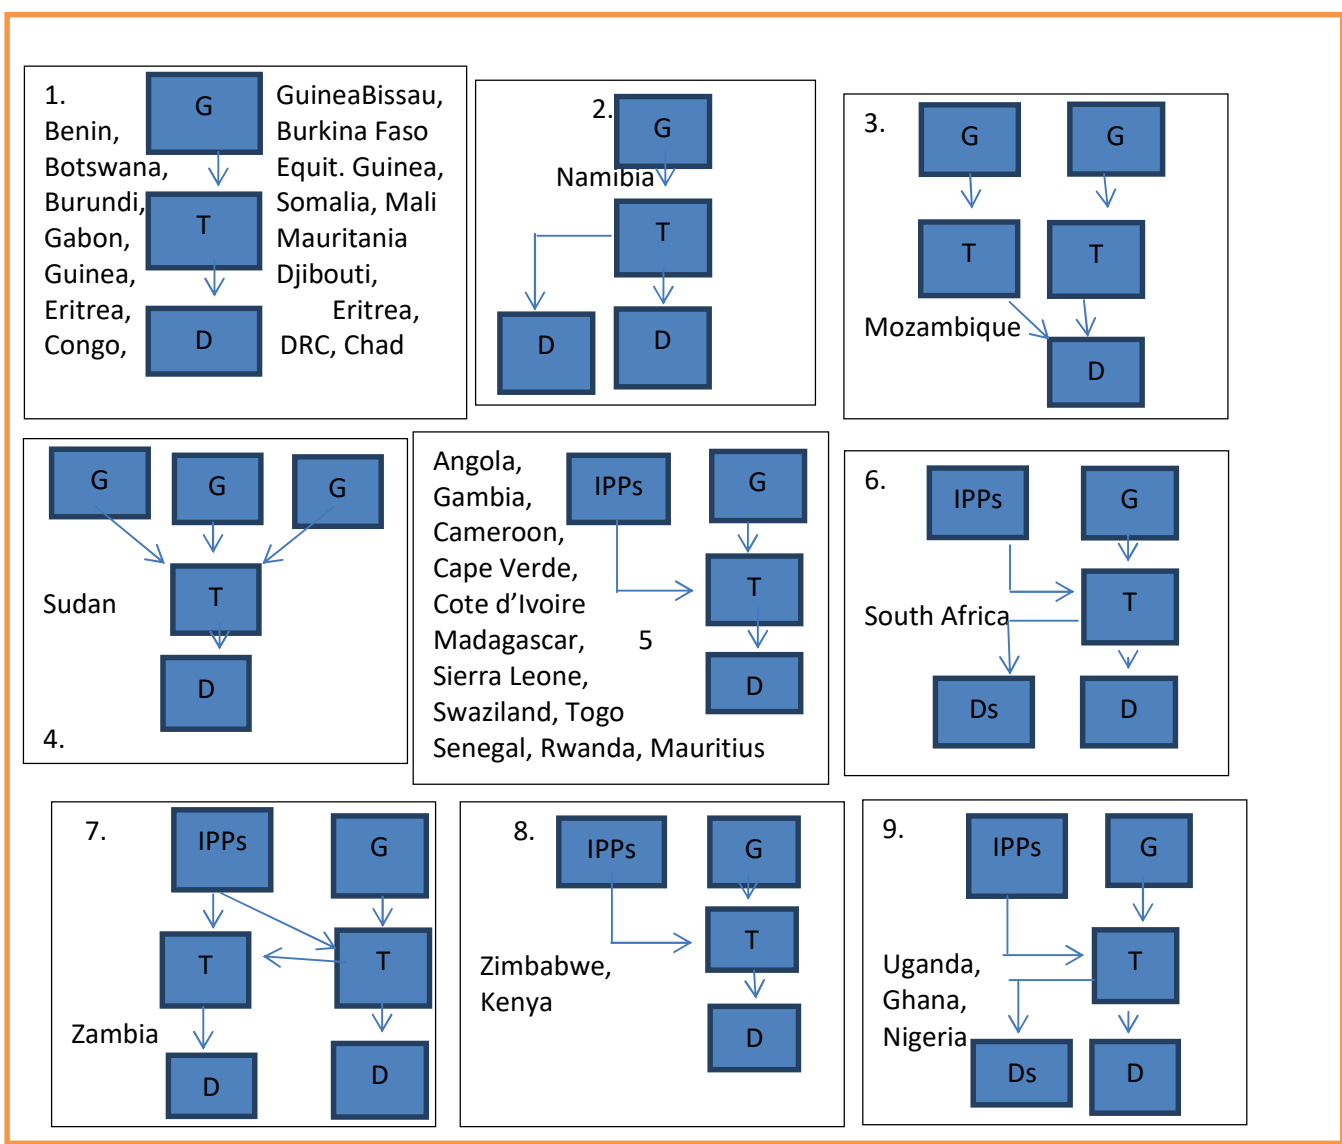 1.
G
GuineaBissau,
Benin,
Burkina Faso
Botswana,
Equit. Guinea,
Burundi,
T
Somalia, Mali
Gabon,
Mauritania
Guinea,
Djibouti,
Eritrea,
Eritrea,
Congo,
D
DRC, Chad
2.
G
Namibia
T
D
D
3.
G
G
T
T
Mozambique
D
G
G
G
Sudan
T
D
4.
Angola,
IPPs
G
Gambia,
Cameroon,
Cape Verde,
T
Cote d’Ivoire
Madagascar, 5
Sierra Leone,
D
Swaziland, Togo
Senegal, Rwanda, Mauritius
6.
IPPs
G
T
South Africa
Ds
D
7.
IPPs
G
T
T
Zambia
D
D
8.
IPPs
G
T
Zimbabwe,
Kenya
D
9.
IPPs
G
T
Uganda,
Ghana,
Nigeria
Ds
D